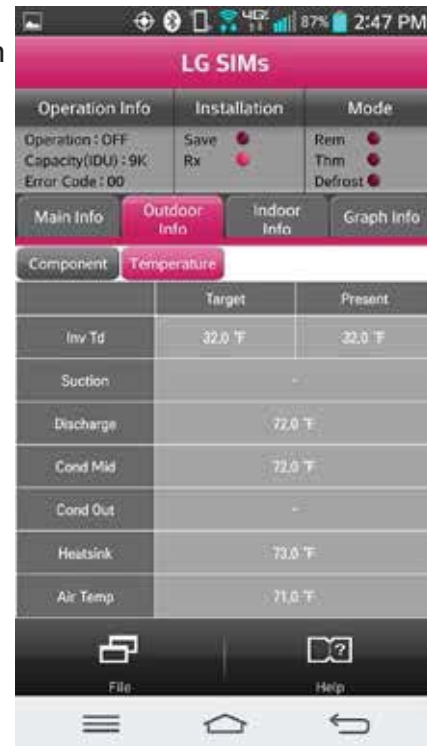 4G 87% 2:47 PM
n
LG SIMs
Operation Info Installation Mode
Operation : OFF Save Rem
Capacity(IDU) : 9K Rx Thm
Error Code : 00 Defrost
Main Info Outdoor Info Indoor Info Graph Info
Component Temperature
Target Present
Inv Td 32.0 °F 32.0 °F
Suction -
Discharge 72.0 °F
Cond Mid 72.0 °F
Cond Out -
Heatsink 73.0 °F
Air Temp 71.0 °F
File Help